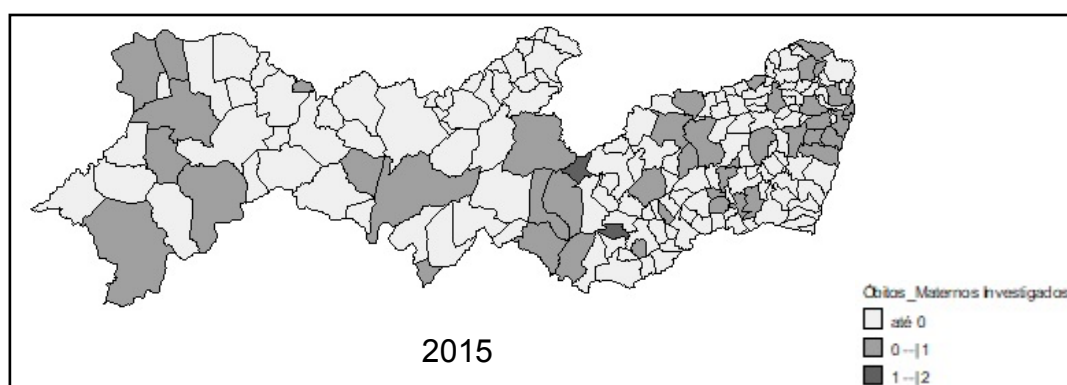 2015
Óbitos_Maternos Investigados
até 0
0 --| 1
1 --| 2